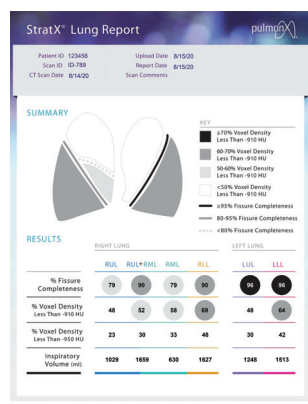 StratX® Lung Report
pulmonx
Patient ID 123456
Upload Date 8/15/20
Scan ID ID-789
Report Date 8/15/20
CT Scan Date 8/14/20
Scan Comments
SUMMARY
KEY
≥70% Voxel Density
Less Than -910 HU
60-70% Voxel Density
Less Than -910 HU
50-60% Voxel Density
Less Than -910 HU
<50% Voxel Density
Less Than -910 HU
≥95% Fissure Completeness
80-95% Fissure Completeness
<80% Fissure Completeness
RESULTS
RIGHT LUNG LEFT LUNG
RUL RUL+RML RML RLL LUL LLL
% Fissure
Completeness 79 90 79 90 96 96
% Voxel Density
Less Than -910 HU 48 52 58 69 48 64
% Voxel Density
Less Than -950 HU 23 30 33 48 30 42
Inspiratory
Volume (ml) 1029 1659 630 1627 1248 1513